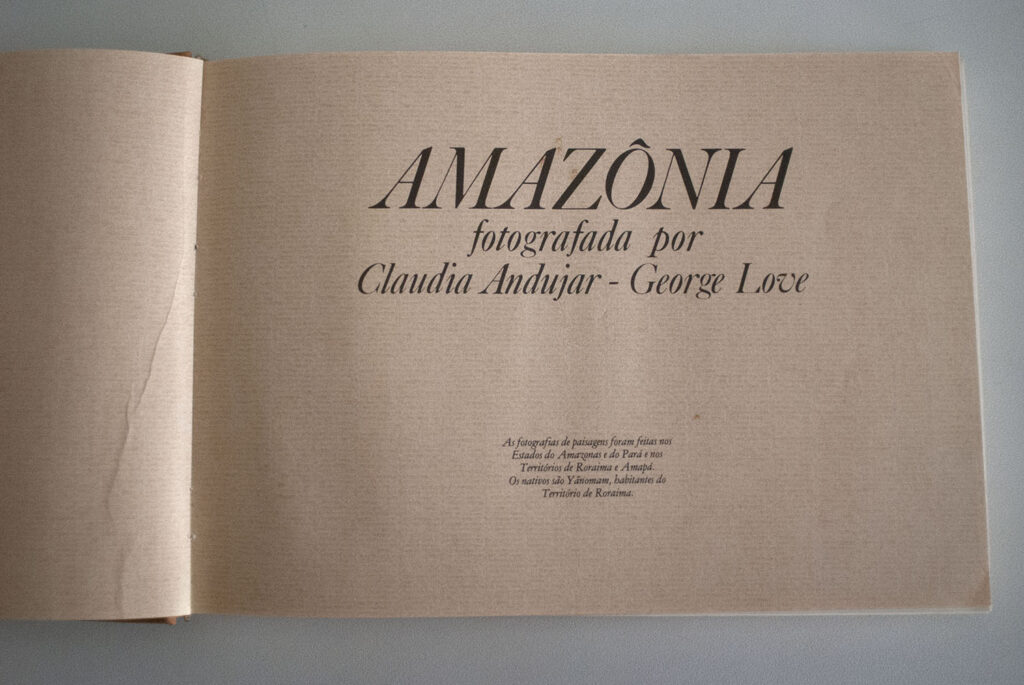 AMAZÔNIA
fotografada por
Claudia Andujar - George Love
As fotografias de paisagens foram feitas nos
Estados do Amazonas e do Pará e nos
Territórios de Roraima e Amapá.
Os nativos são Yãnomam, habitantes do
Território de Roraima.